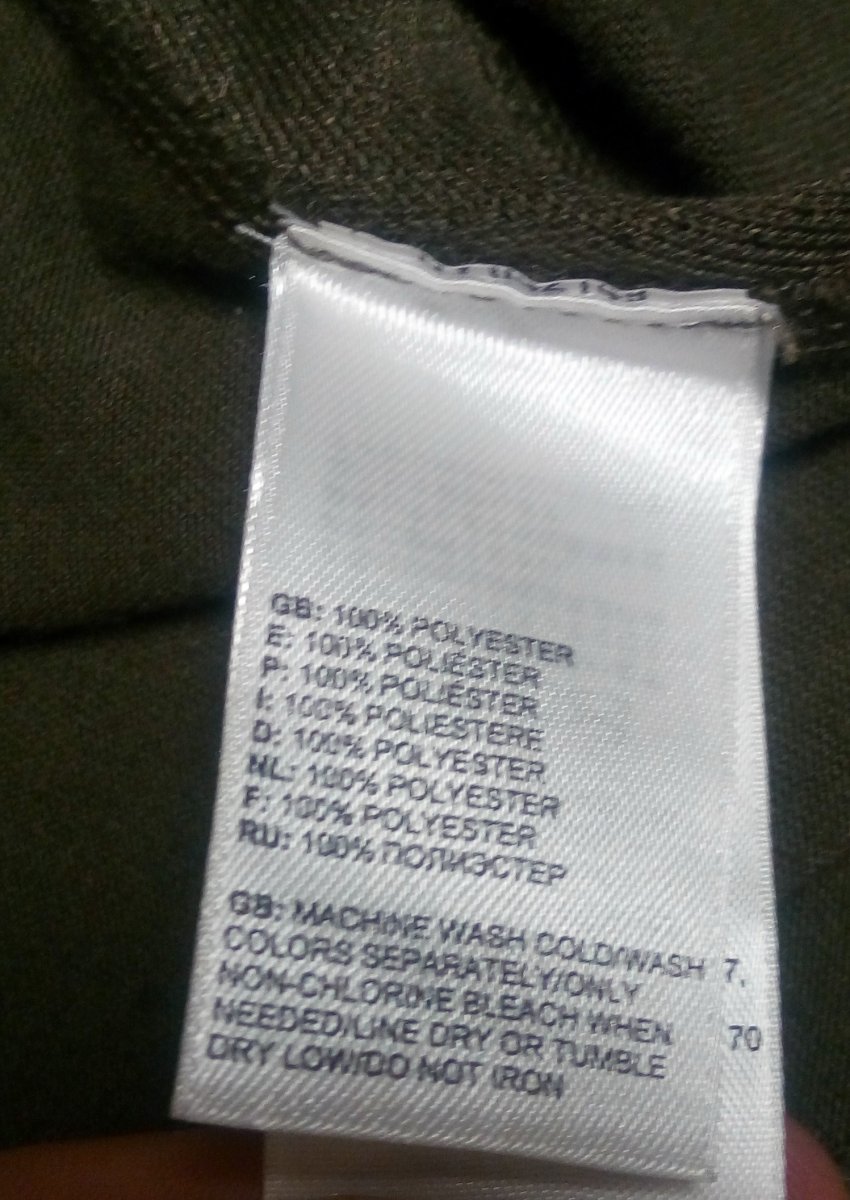 GB: 100% POLYESTER
E: 100% POLIÉSTER
P: 100% POLIÉSTER
I: 100% POLIESTERE
D: 100% POLYESTER
NL: 100% POLYESTER
F: 100% POLYESTER
RU: 100% ПОЛИЭСТЕР
GB: MACHINE WASH COLD/WASH
COLORS SEPARATELY/ONLY
NON-CHLORINE BLEACH WHEN
NEEDED/LINE DRY OR TUMBLE
DRY LOW/DO NOT IRON
7,
70